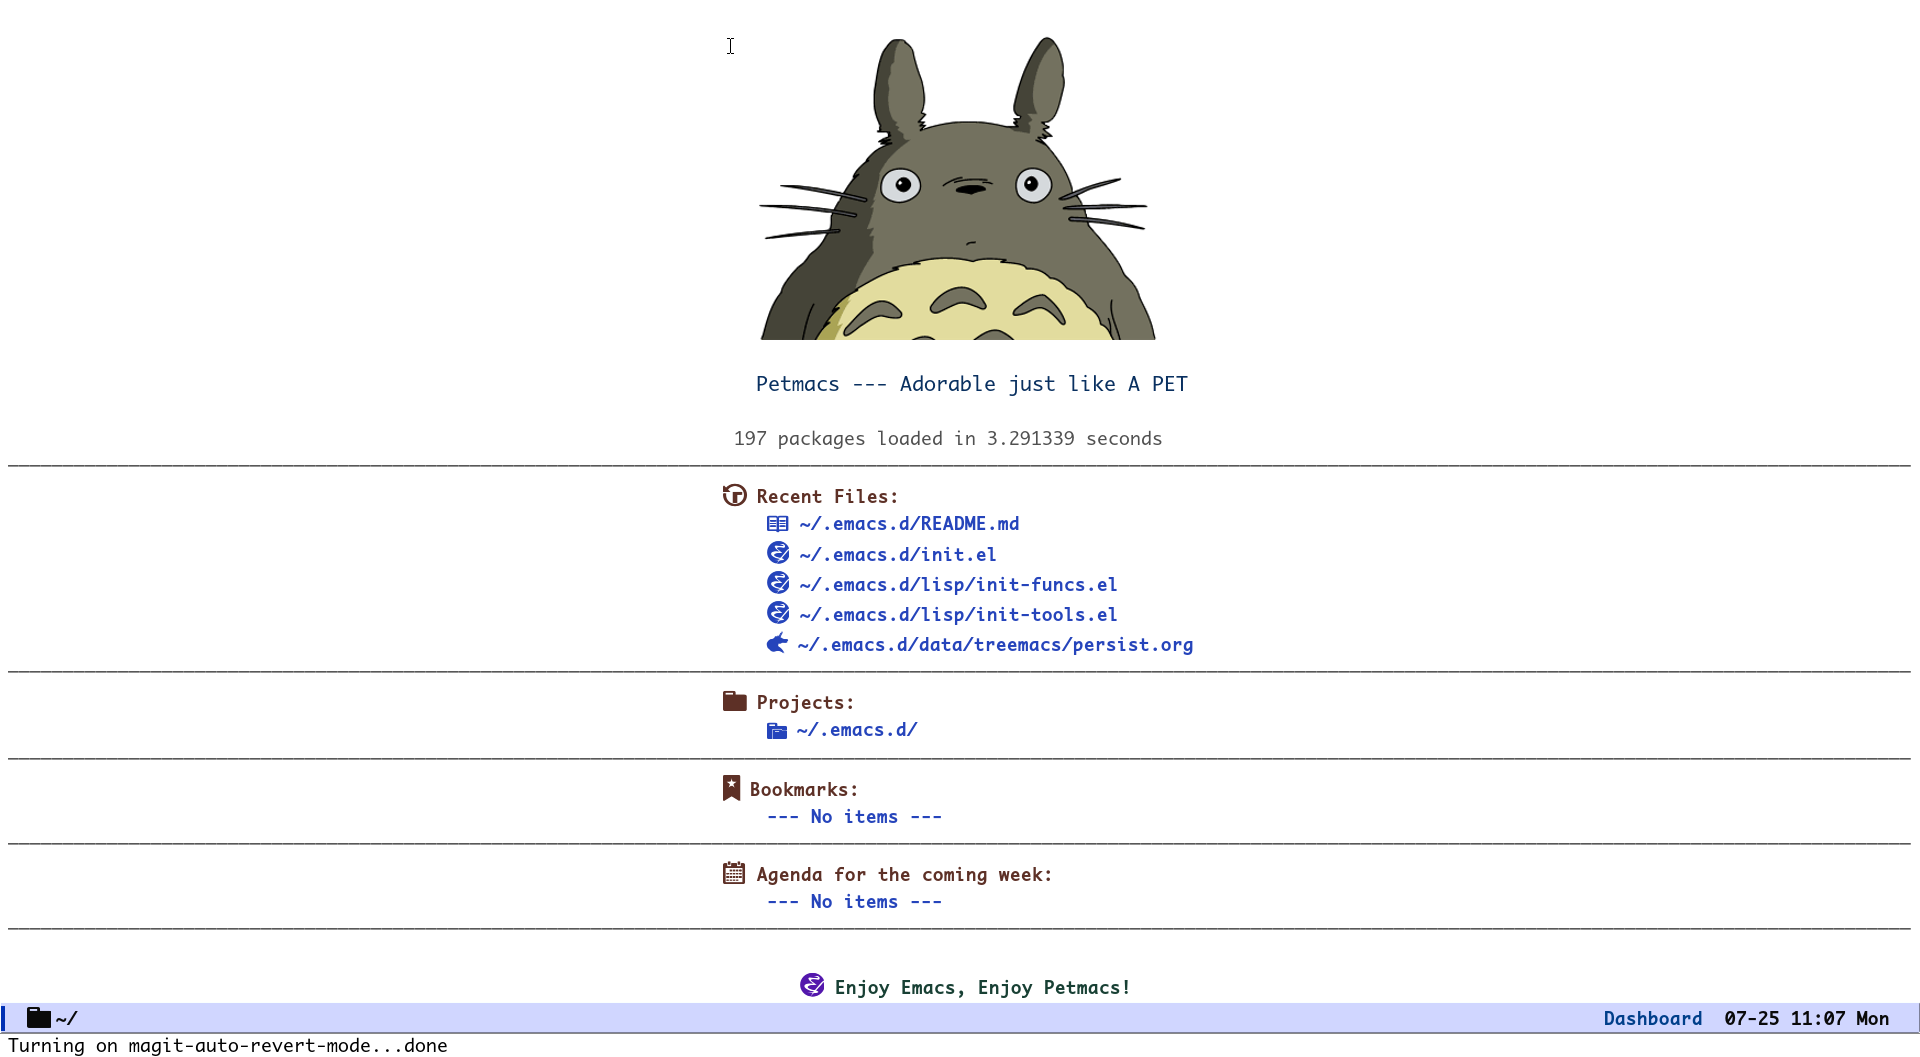 Petmacs --- Adorable just like A PET
197 packages loaded in 3.291339 seconds
Recent Files:
~/.emacs.d/README.md
~/.emacs.d/init.el
~/.emacs.d/lisp/init-funcs.el
~/.emacs.d/lisp/init-tools.el
~/.emacs.d/data/treemacs/persist.org
Projects:
~/.emacs.d/
Bookmarks:
--- No items ---
Agenda for the coming week:
--- No items ---
Enjoy Emacs, Enjoy Petmacs!
~/ Dashboard 07-25 11:07 Mon
Turning on magit-auto-revert-mode...done